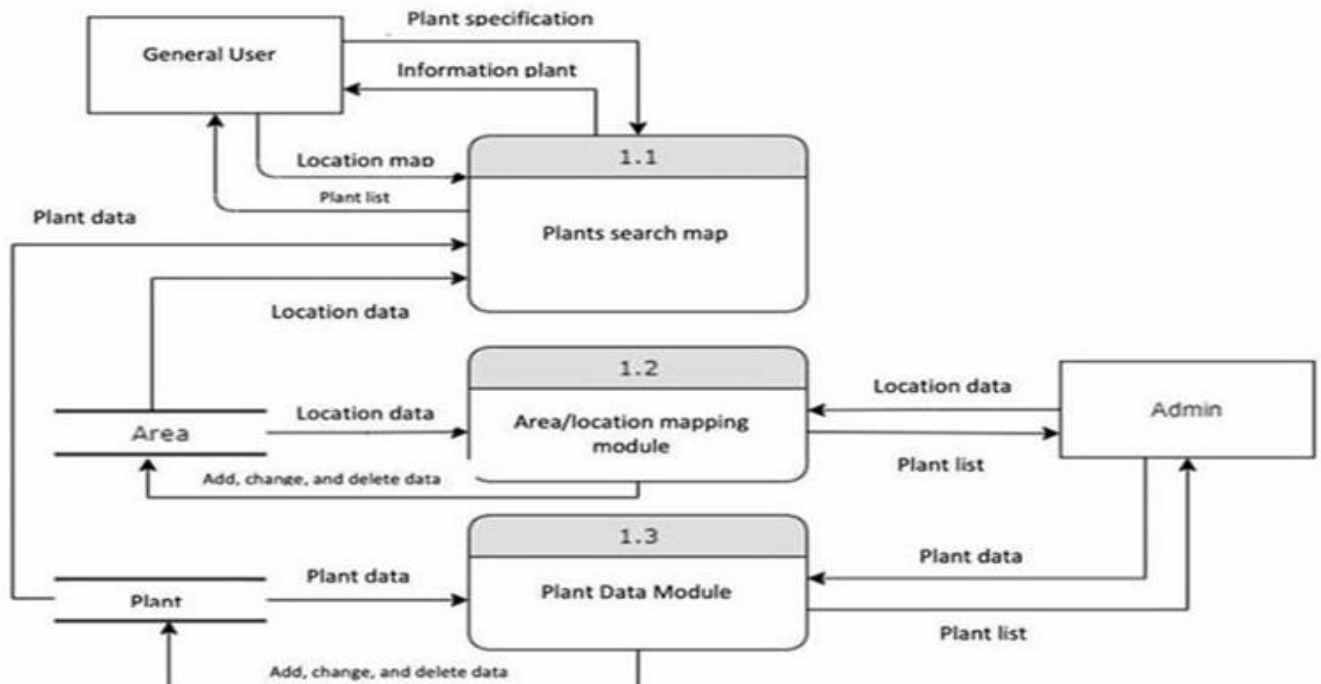 Plant specification
General User
Information plant
1.1
Location map
Plant list
Plants search map
Plant data
Location data
1.2
Location data
Location data
Admin
Area
Area/location mapping
module
Plant list
Add, change, and delete data
1.3
Plant data
Plant data
Plant
Plant Data Module
Plant list
Add, change, and delete data